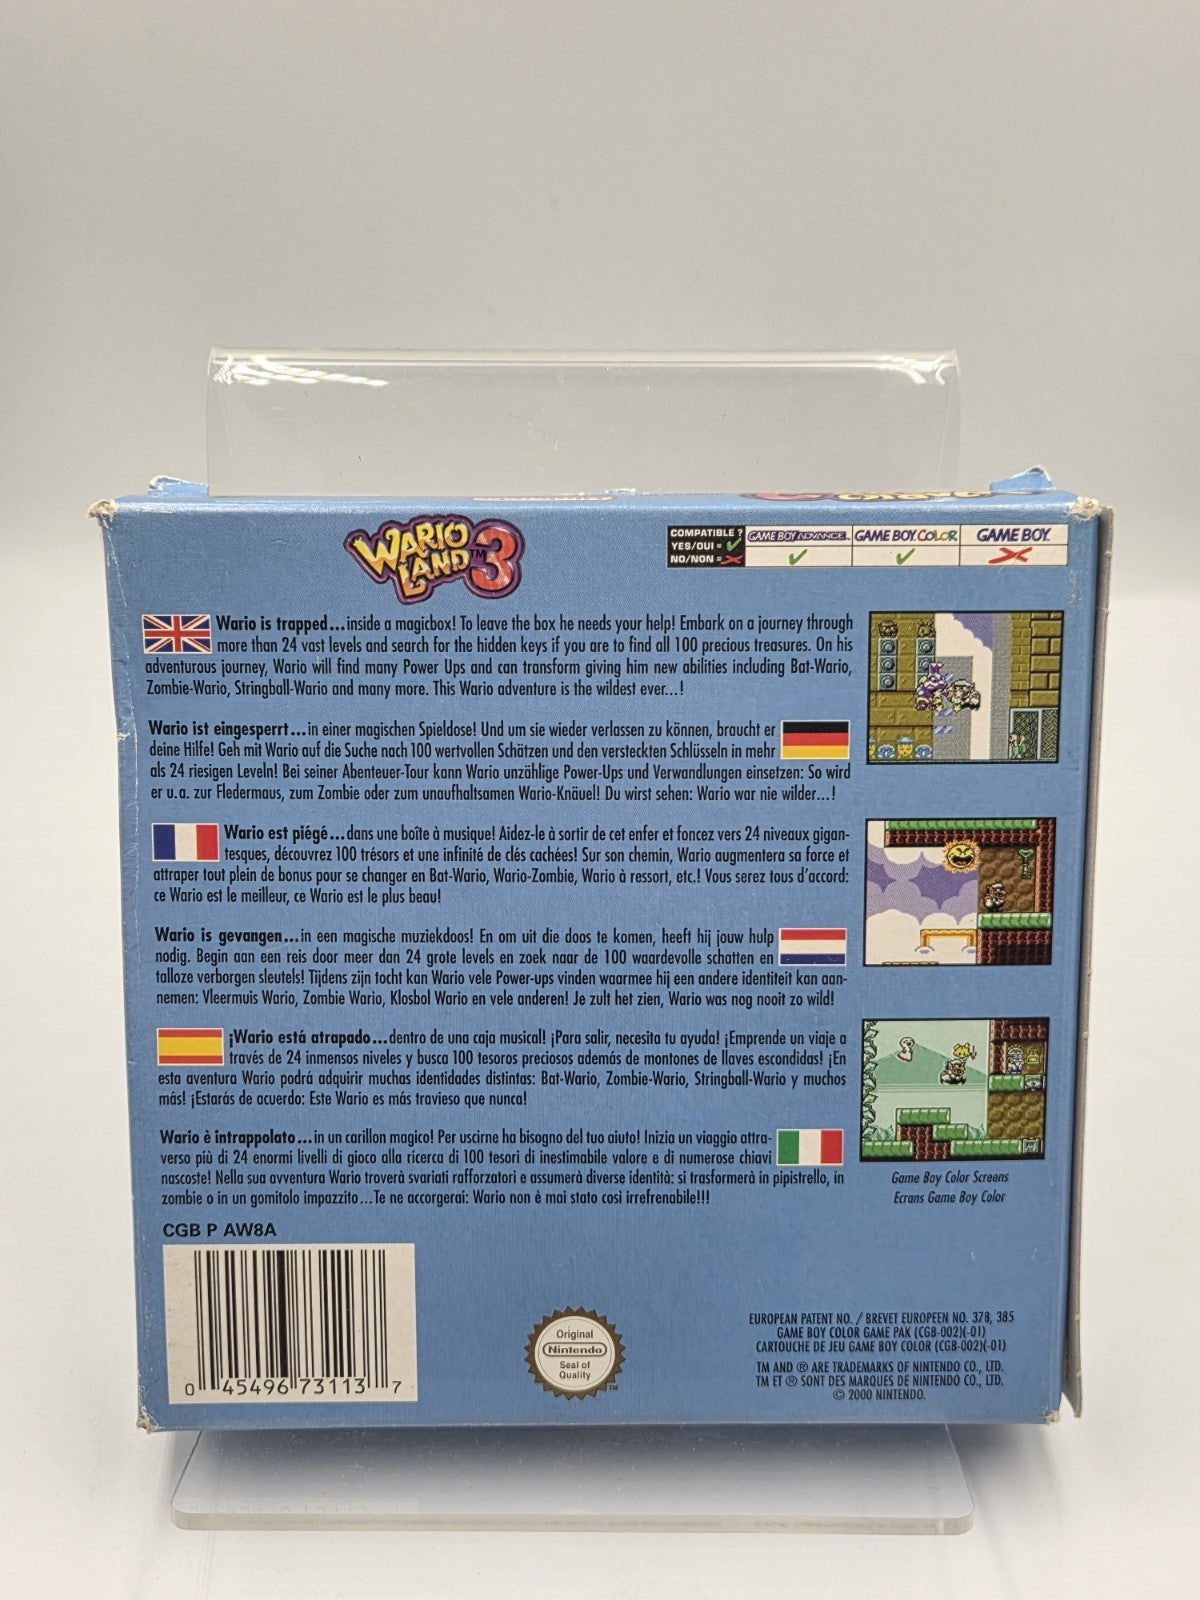 WARIO LAND™ 3
COMPATIBLE ?
YES/OUI =
NO/NON =
GAME BOY ADVANCE
GAME BOY COLOR
GAME BOY
Wario is trapped...inside a magicbox! To leave the box he needs your help! Embark on a journey through
more than 24 vast levels and search for the hidden keys if you are to find all 100 precious treasures. On his
adventurous journey, Wario will find many Power Ups and can transform giving him new abilities including Bat-Wario,
Zombie-Wario, Stringball-Wario and many more. This Wario adventure is the wildest ever...!
Wario ist eingesperrt...in einer magischen Spieldose! Und um sie wieder verlassen zu können, braucht er
deine Hilfe! Geh mit Wario auf die Suche nach 100 wertvollen Schätzen und den versteckten Schlüsseln in mehr
als 24 riesigen Leveln! Bei seiner Abenteuer-Tour kann Wario unzählige Power-Ups und Verwandlungen einsetzen: So wird
er u.a. zur Fledermaus, zum Zombie oder zum unaufhaltsamen Wario-Knäuel! Du wirst sehen: Wario war nie wilder...!
Wario est piégé...dans une boîte à musique! Aidez-le à sortir de cet enfer et foncez vers 24 niveaux gigan-
tesques, découvrez 100 trésors et une infinité de clés cachées! Sur son chemin, Wario augmentera sa force et
attraper tout plein de bonus pour se changer en Bat-Wario, Wario-Zombie, Wario à ressort, etc.! Vous serez tous d'accord:
ce Wario est le meilleur, ce Wario est le plus beau!
Wario is gevangen...in een magische muziekdoos! En om uit die doos te komen, heeft hij jouw hulp
nodig. Begin aan een reis door meer dan 24 grote levels en zoek naar de 100 waardevolle schatten en
talloze verborgen sleutels! Tijdens zijn tocht kan Wario vele Power-ups vinden waarmee hij een andere identiteit kan aan-
nemen: Vleermuis Wario, Zombie Wario, Klosbol Wario en vele anderen! Je zult het zien, Wario was nog nooit zo wild!
¡Wario está atrapado...dentro de una caja musical! ¡Para salir, necesita tu ayuda! ¡Emprende un viaje a
través de 24 inmensos niveles y busca 100 tesoros preciosos además de montones de llaves escondidas! ¡En
esta aventura Wario podrá adquirir muchas identidades distintas: Bat-Wario, Zombie-Wario, Stringball-Wario y muchos
más! ¡Estarás de acuerdo: Este Wario es más travieso que nunca!
Wario è intrappolato...in un carillon magico! Per uscirne ha bisogno del tuo aiuto! Inizia un viaggio attra-
verso più di 24 enormi livelli di gioco alla ricerca di 100 tesori di inestimabile valore e di numerose chiavi
nascoste! Nella sua avventura Wario troverà svariati rafforzatori e assumerà diverse identità: si trasformerà in pipistrello, in
zombie o in un gomitolo impazzito...Te ne accorgerai: Wario non è mai stato così irrefrenabile!!!
Game Boy Color Screens
Ecrans Game Boy Color
CGB P AW8A
0 45496 73113 7
Original
Nintendo
Seal of
Quality
TM
EUROPEAN PATENT NO. / BREVET EUROPEEN NO. 378, 385
GAME BOY COLOR GAME PAK (CGB-002)(-01)
CARTOUCHE DE JEU GAME BOY COLOR (CGB-002)(-01)
TM AND ® ARE TRADEMARKS OF NINTENDO CO., LTD.
TM ET ® SONT DES MARQUES DE NINTENDO CO., LTD.
© 2000 NINTENDO.